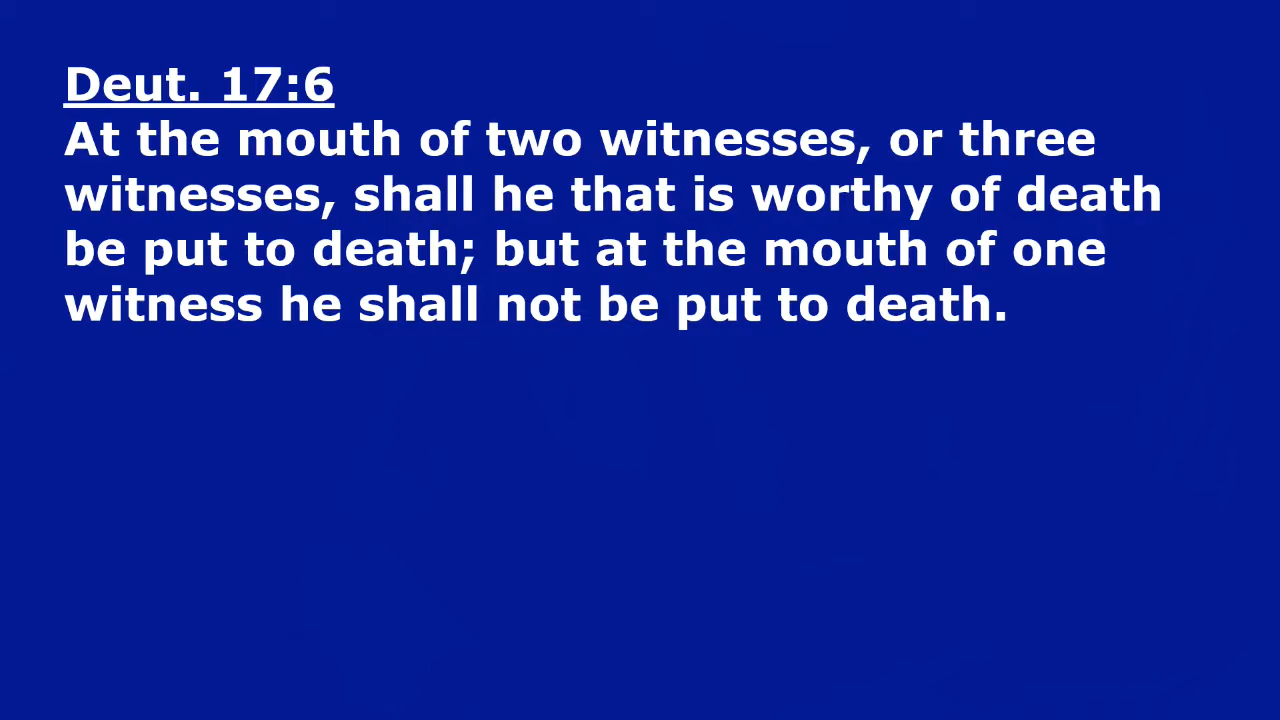 Deut. 17:6
At the mouth of two witnesses, or three
witnesses, shall he that is worthy of death
be put to death; but at the mouth of one
witness he shall not be put to death.